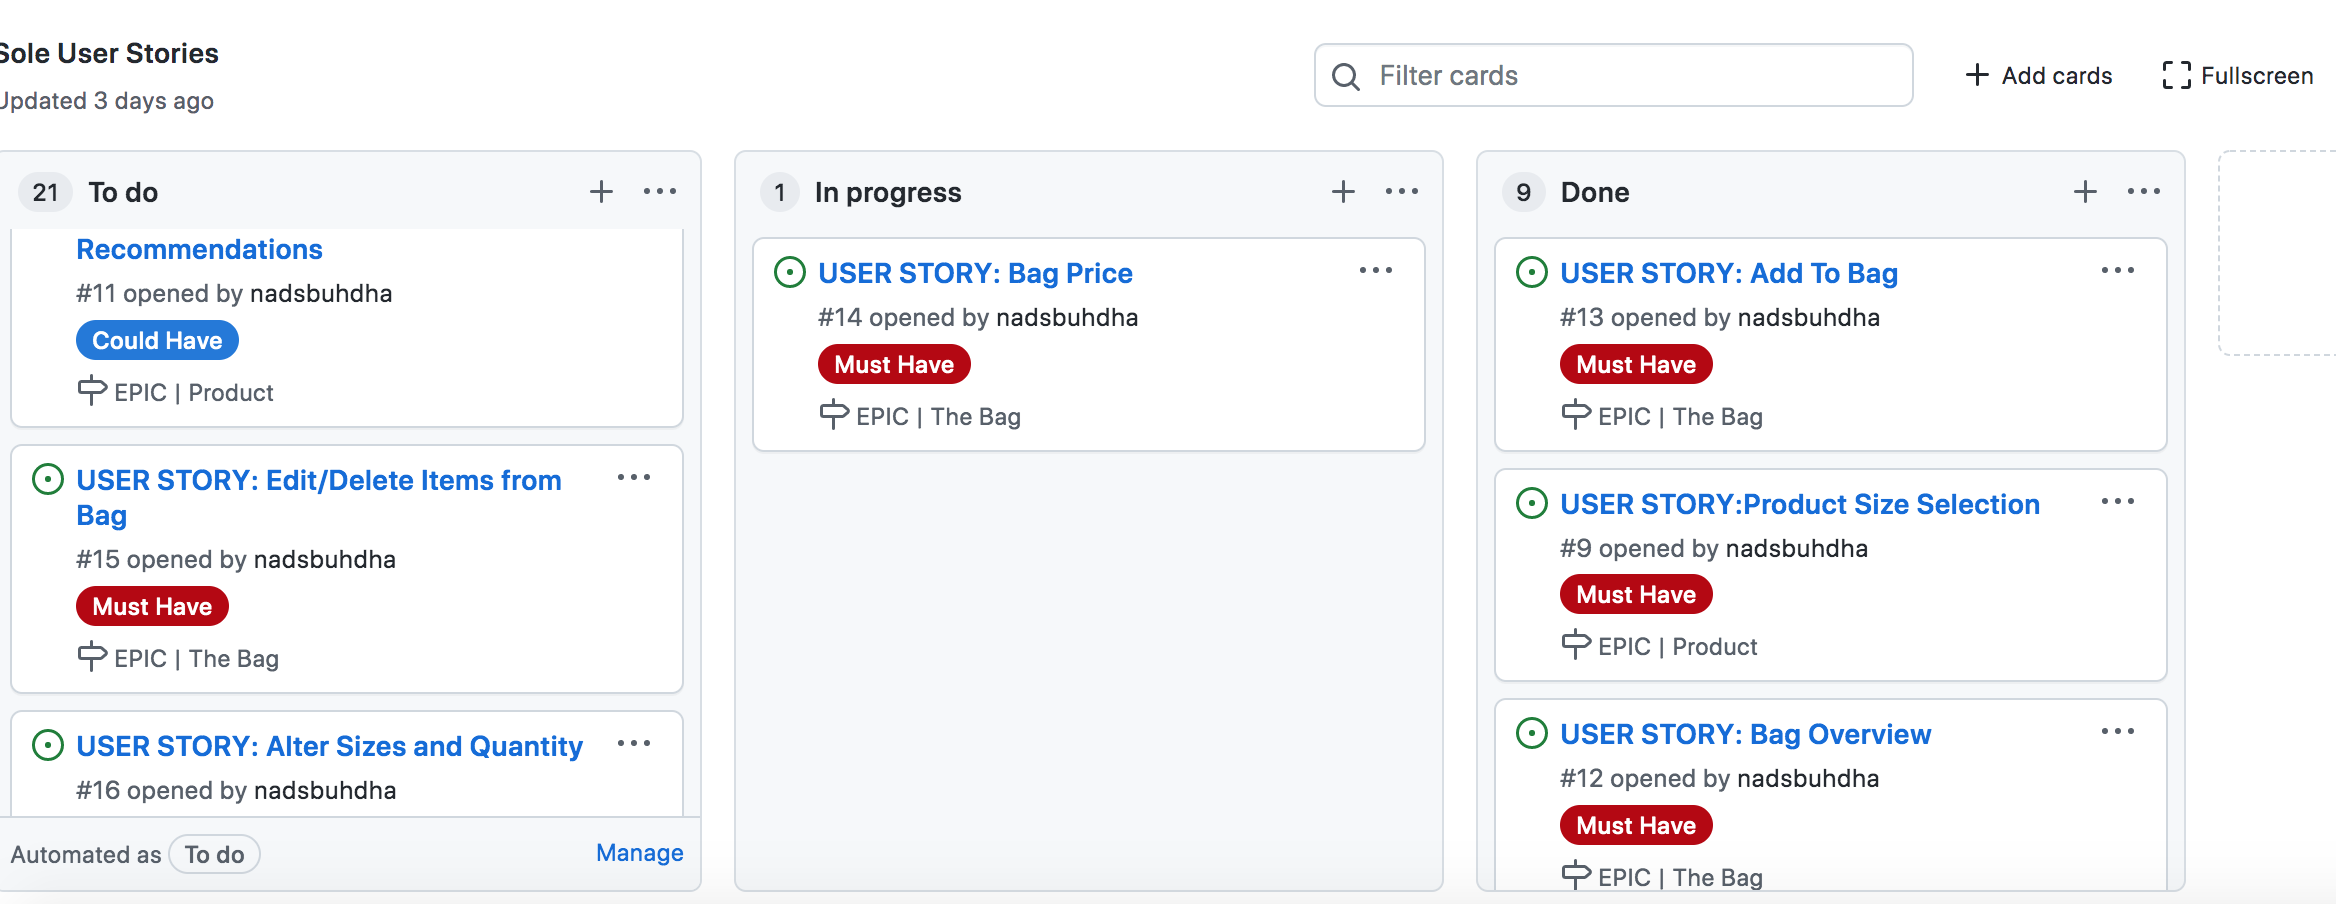 Sole User Stories
Updated 3 days ago
Filter cards
Add cards
Fullscreen
21 To do
Recommendations
#11 opened by nadsbuhdha
Could Have
EPIC | Product
USER STORY: Edit/Delete Items from
Bag
#15 opened by nadsbuhdha
Must Have
EPIC | The Bag
USER STORY: Alter Sizes and Quantity
#16 opened by nadsbuhdha
Automated as To do
Manage
1 In progress
USER STORY: Bag Price
#14 opened by nadsbuhdha
Must Have
EPIC | The Bag
9 Done
USER STORY: Add To Bag
#13 opened by nadsbuhdha
Must Have
EPIC | The Bag
USER STORY:Product Size Selection
#9 opened by nadsbuhdha
Must Have
EPIC | Product
USER STORY: Bag Overview
#12 opened by nadsbuhdha
Must Have
EPIC | The Bag